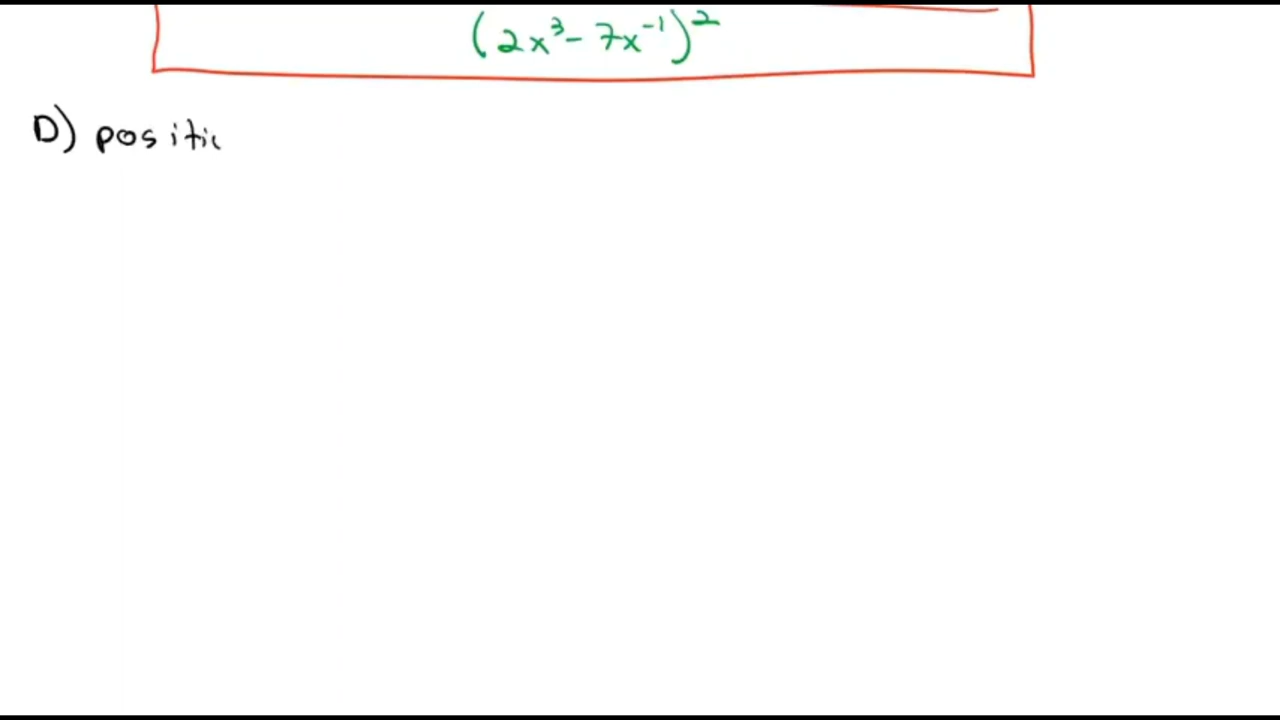 (2x³ - 7x⁻¹)²
D) positi